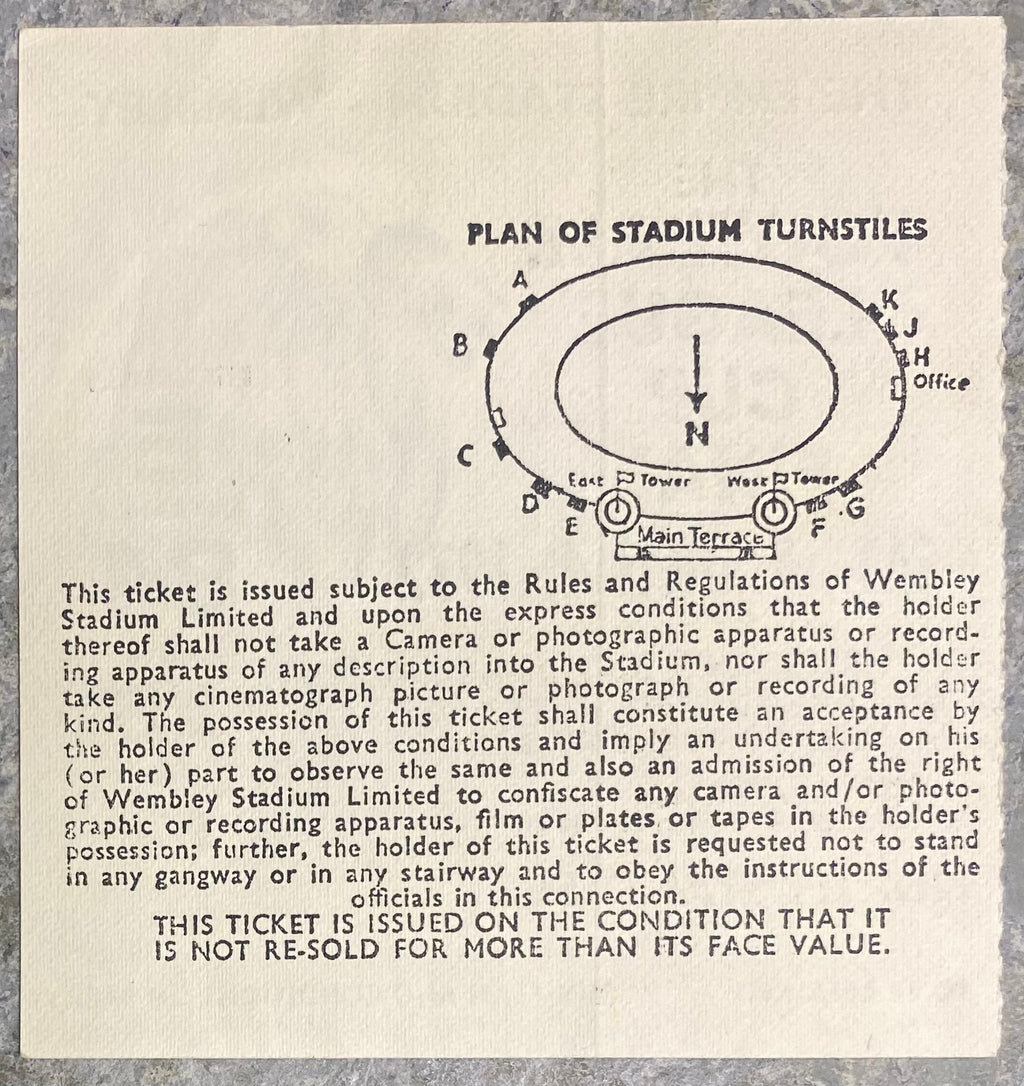 PLAN OF STADIUM TURNSTILES
A
K
J
B
H
Office
N
C
East Tower
West Tower
D
G
E
F
Main Terrace
This ticket is issued subject to the Rules and Regulations of Wembley
Stadium Limited and upon the express conditions that the holder
thereof shall not take a Camera or photographic apparatus or record-
ing apparatus of any description into the Stadium, nor shall the holder
take any cinematograph picture or photograph or recording of any
kind. The possession of this ticket shall constitute an acceptance by
the holder of the above conditions and imply an undertaking on his
(or her) part to observe the same and also an admission of the right
of Wembley Stadium Limited to confiscate any camera and/or photo-
graphic or recording apparatus, film or plates or tapes in the holder's
possession; further, the holder of this ticket is requested not to stand
in any gangway or in any stairway and to obey the instructions of the
officials in this connection.
THIS TICKET IS ISSUED ON THE CONDITION THAT IT
IS NOT RE-SOLD FOR MORE THAN ITS FACE VALUE.